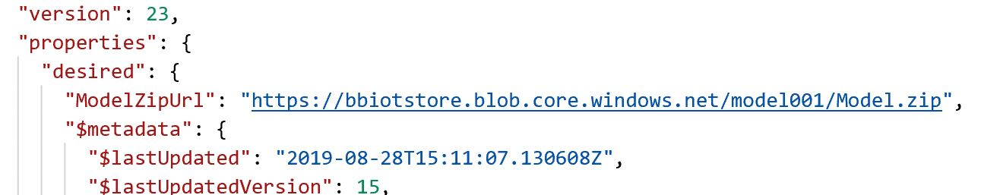 "version": 23,
"properties": {
"desired": {
"ModelZipUrl": "https://bbiotstore.blob.core.windows.net/model001/Model.zip",
"$metadata": {
"$lastUpdated": "2019-08-28T15:11:07.130608Z",
"$lastUpdatedVersion": 15,